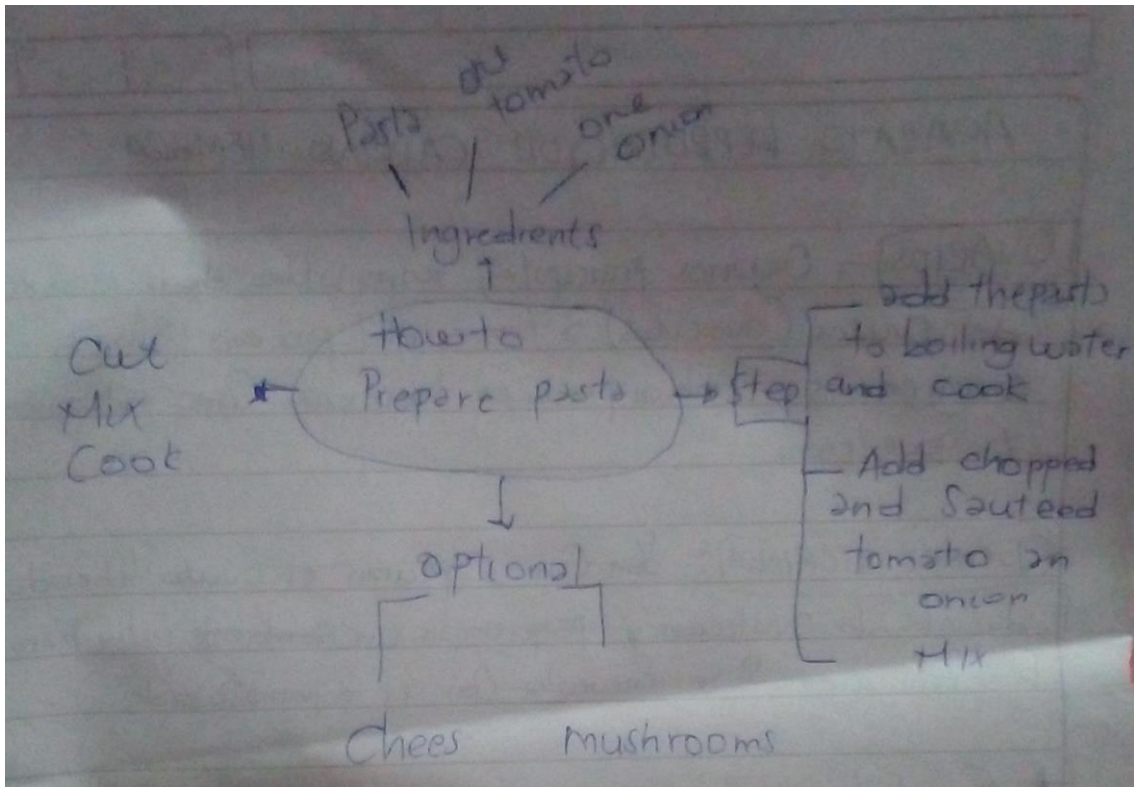 Pasta
one
tomato
one
onion
Ingredients
How to
Prepare pasta
Cut
Mix
Cook
Step
add the pasta
to boiling water
and cook
Add chopped
and Sauteed
tomato an
onion
Mix
optional
Chees
mushrooms